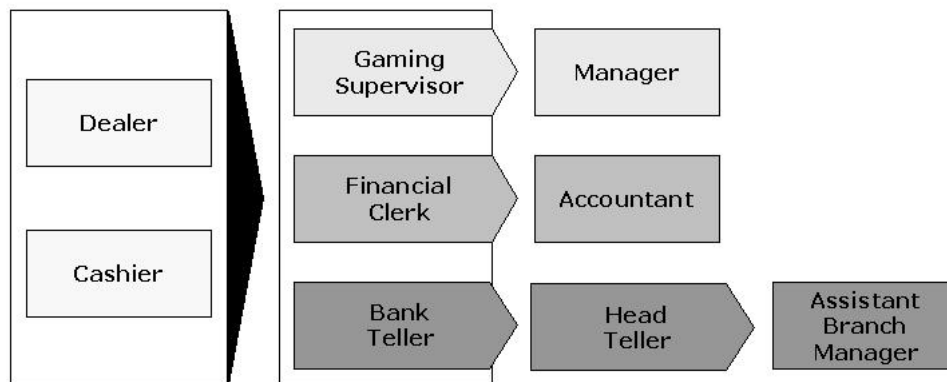 Dealer
Cashier
Gaming
Supervisor
Manager
Financial
Clerk
Accountant
Bank
Teller
Head
Teller
Assistant
Branch
Manager